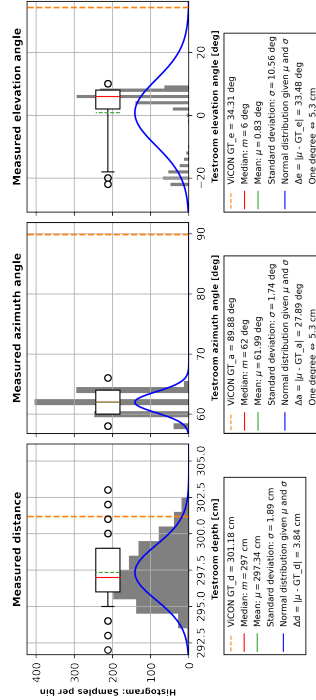 Measured distance
Histogram: Samples per bin
400
300
200
100
0
292.5 295.0 297.5 300.0 302.5 305.0
Testroom depth [cm]
ViCON GT_d = 301.18 cm
Median: m = 297 cm
Mean: μ = 297.34 cm
Standard deviation: σ = 1.89 cm
Normal distribution given μ and σ
Δd = |μ - GT_d| = 3.84 cm
Measured azimuth angle
60 70 80 90
Testroom azimuth angle [deg]
ViCON GT_a = 89.88 deg
Median: m = 62 deg
Mean: μ = 61.99 deg
Standard deviation: σ = 1.74 deg
Normal distribution given μ and σ
Δa = |μ - GT_a| = 27.89 deg
One degree ⇔ 5.3 cm
Measured elevation angle
−20 0 20
Testroom elevation angle [deg]
ViCON GT_e = 34.31 deg
Median: m = 6 deg
Mean: μ = 0.83 deg
Standard deviation: σ = 10.56 deg
Normal distribution given μ and σ
Δe = |μ - GT_e| = 33.48 deg
One degree ⇔ 5.3 cm